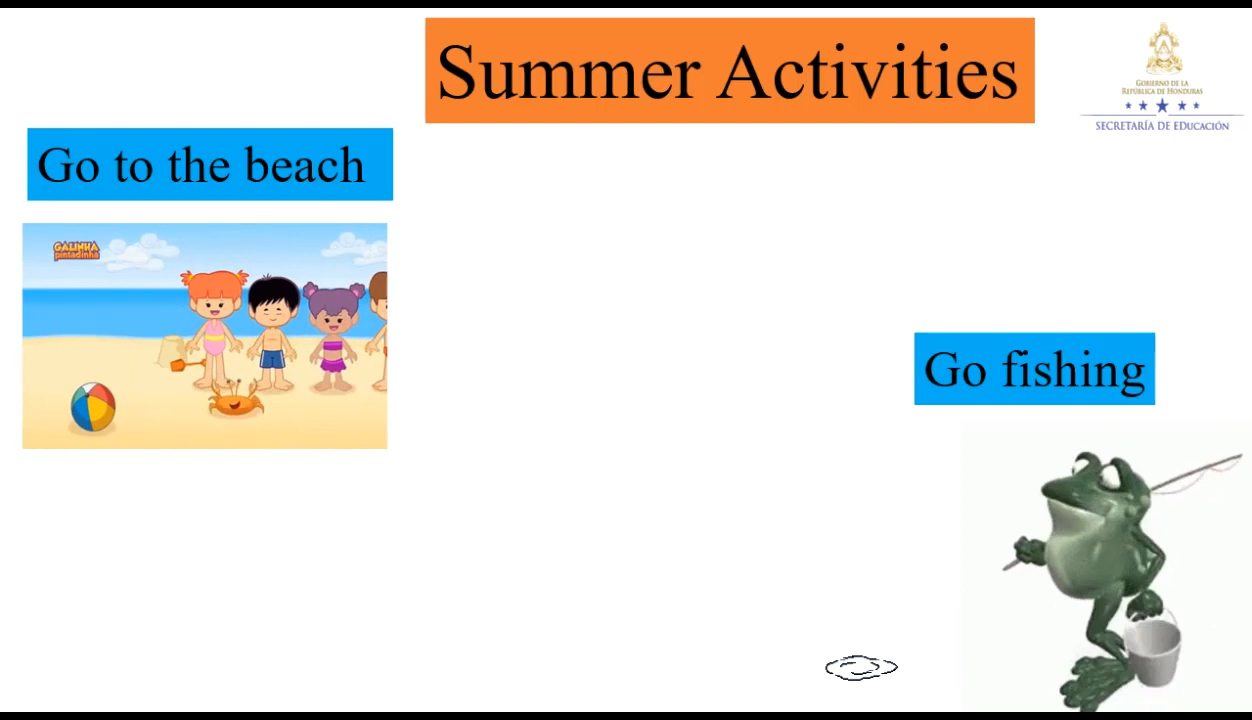 Summer Activities
GOBIERNO DE LA
REPÚBLICA DE HONDURAS
SECRETARÍA DE EDUCACIÓN
Go to the beach
GALINHA
pintadinha
Go fishing